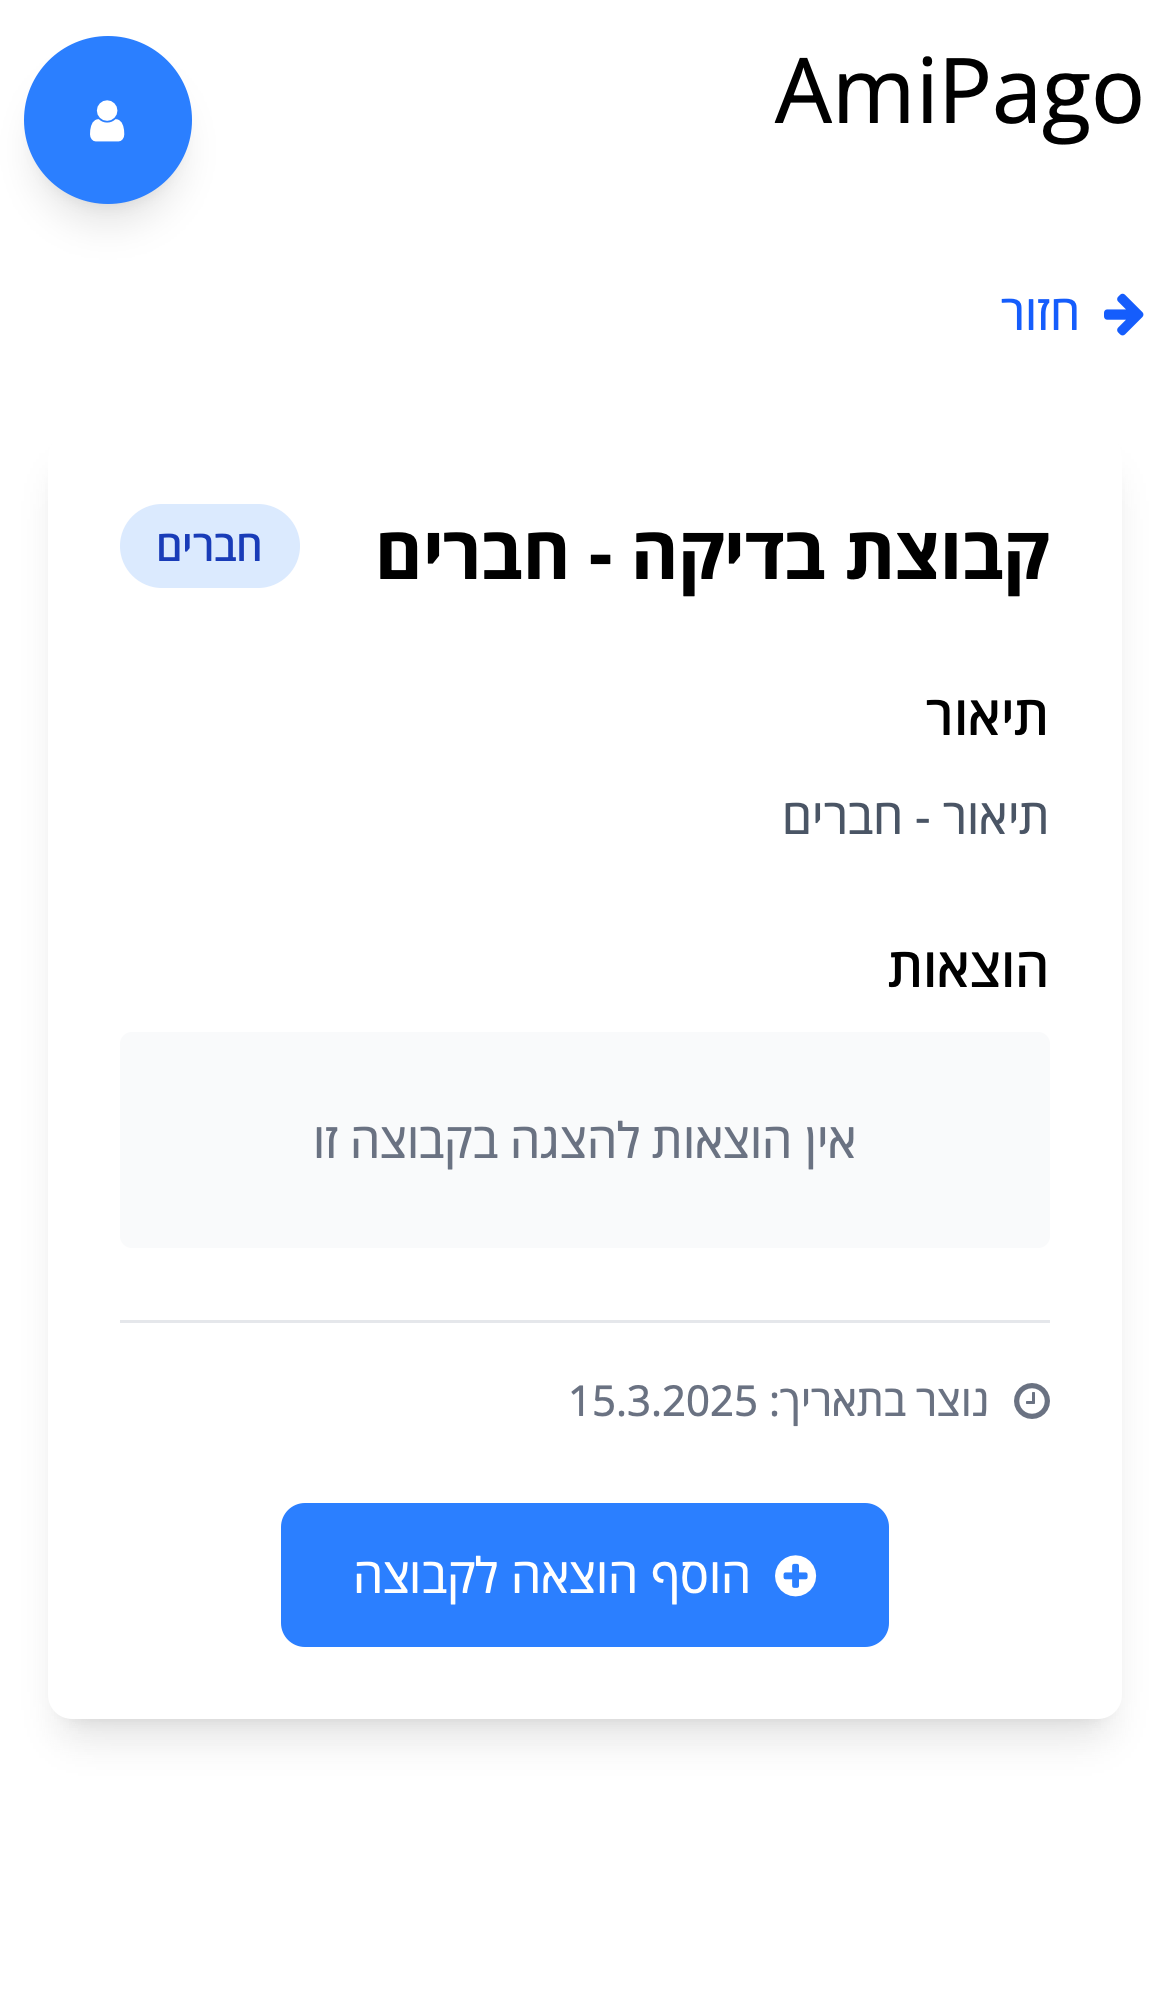 AmiPago
חזור
קבוצת בדיקה - חברים
חברים
תיאור
תיאור - חברים
הוצאות
אין הוצאות להצגה בקבוצה זו
נוצר בתאריך: 15.3.2025
הוסף הוצאה לקבוצה